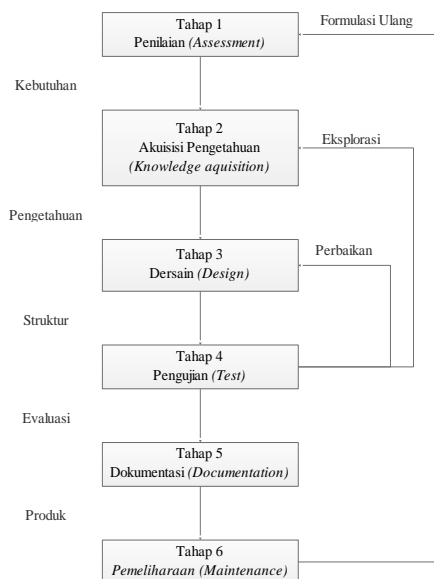 Tahap 1
Penilaian (Assessment)
Formulasi Ulang
Kebutuhan
Tahap 2
Akuisisi Pengetahuan
(Knowledge aquisition)
Eksplorasi
Pengetahuan
Tahap 3
Dersain (Design)
Perbaikan
Struktur
Tahap 4
Pengujian (Test)
Evaluasi
Tahap 5
Dokumentasi (Documentation)
Produk
Tahap 6
Pemeliharaan (Maintenance)